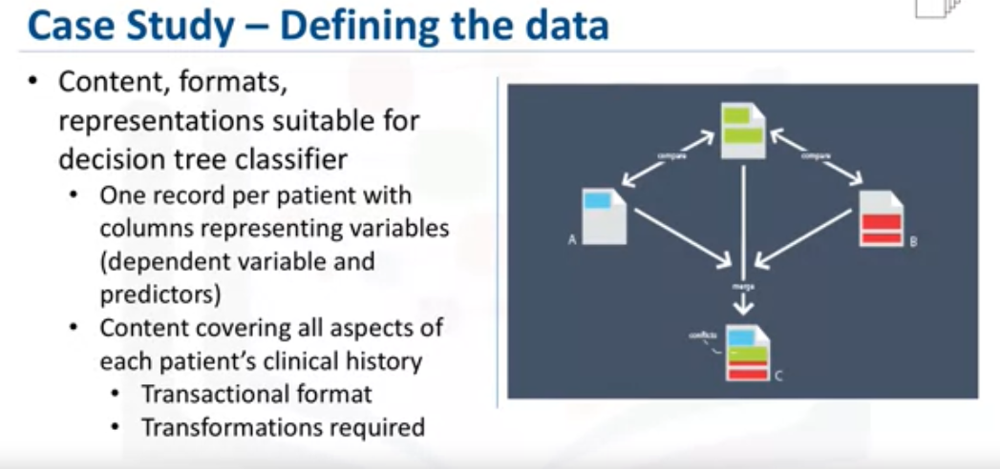 Case Study – Defining the data
• Content, formats,
representations suitable for
decision tree classifier
• One record per patient with
columns representing variables
(dependent variable and
predictors)
• Content covering all aspects of
each patient's clinical history
• Transactional format
• Transformations required
compare
compare
A
B
merge
conflicts
C